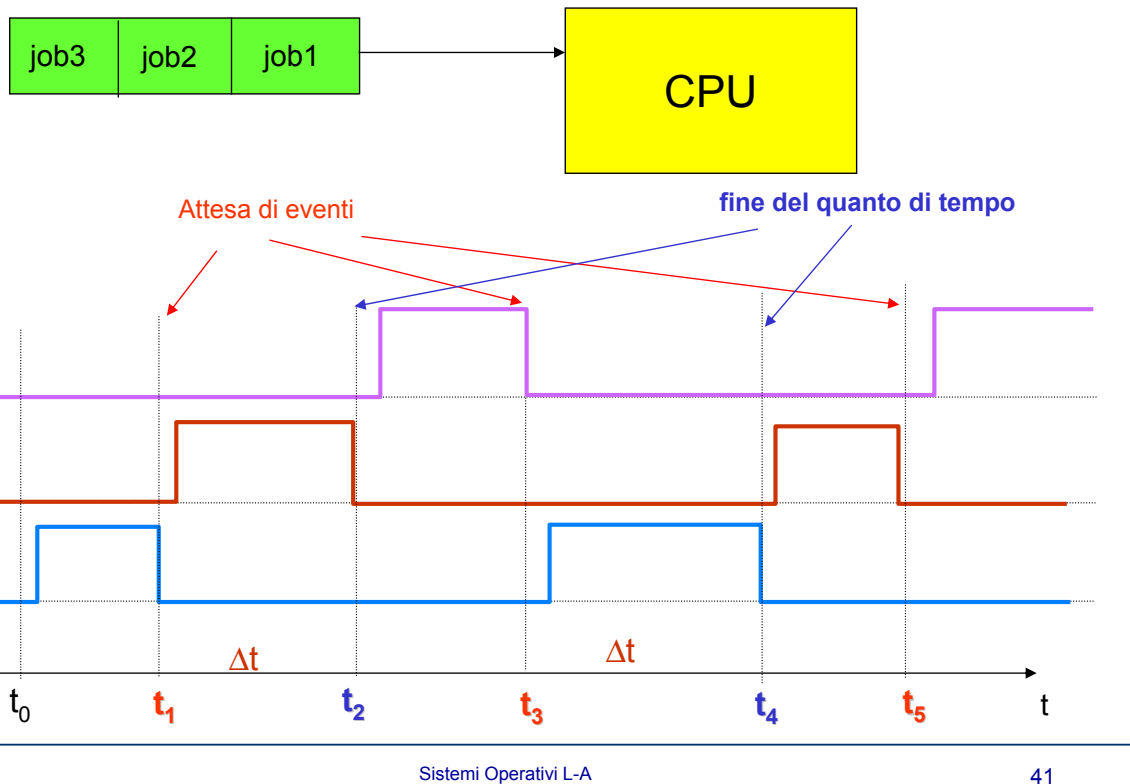 job3 job2 job1
CPU
Attesa di eventi
fine del quanto di tempo
Δt Δt
t0 t1 t2 t3 t4 t5 t
Sistemi Operativi L-A 41